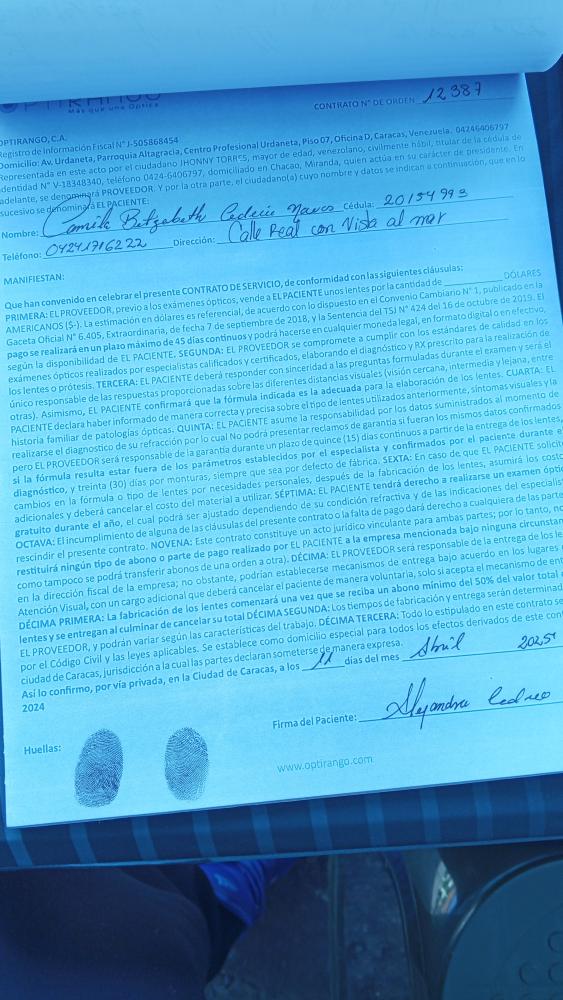 OPTIRANGO
Más que una Óptica
CONTRATO N° DE ORDEN 12387
OPTIRANGO, C.A.
Registro de Información Fiscal N° J-505868454
Domicilio: Av, Urdaneta, Parroquia Altagracia, Centro Profesional Urdaneta, Piso 07, Oficina D, Caracas, Venezuela. 04246406797
Representada en este acto por el ciudadano JHONNY TORRES, mayor de edad, venezolano, civilmente hábil, titular de la cédula de
identidad N° V-18348340, teléfono 0424-6406797, domiciliado en Chacao, Miranda, quien actúa en su carácter de presidente. En
adelante, se denominará PROVEEDOR. Y por la otra parte, el ciudadano(a) cuyo nombre y datos se indican a continuación, que en lo
sucesivo se denominará EL PACIENTE:
Nombre: Camila Betzabeth Cédula: 20154993
Teléfono: 04241716222 Dirección: Calle Real con Vista al mar
MANIFIESTAN:
Que han convenido en celebrar el presente CONTRATO DE SERVICIO, de conformidad con las siguientes cláusulas:
PRIMERA: EL PROVEEDOR, previo a los exámenes ópticos, vende a EL PACIENTE unos lentes por la cantidad de ________ DÓLARES
AMERICANOS ($-). La estimación en dólares es referencial, de acuerdo con lo dispuesto en el Convenio Cambiario N° 1, publicado en la
Gaceta Oficial N° 6.405, Extraordinaria, de fecha 7 de septiembre de 2018, y la Sentencia del TSJ N° 424 del 16 de octubre de 2019. El
pago se realizará en un plazo máximo de 45 días continuos y podrá hacerse en cualquier moneda legal, en formato digital o en efectivo,
según la disponibilidad de EL PACIENTE. SEGUNDA: EL PROVEEDOR se compromete a cumplir con los estándares de calidad en los
exámenes ópticos realizados por especialistas calificados y certificados, elaborando el diagnóstico y RX prescrito para la realización de
los lentes o prótesis. TERCERA: EL PACIENTE deberá responder con sinceridad a las preguntas formuladas durante el examen y será el
único responsable de las respuestas proporcionadas sobre las diferentes distancias visuales (visión cercana, intermedia y lejana, entre
otras). Asimismo, EL PACIENTE confirmará que la fórmula indicada es la adecuada para la elaboración de los lentes. CUARTA: EL
PACIENTE declara haber informado de manera correcta y precisa sobre el tipo de lentes utilizados anteriormente, síntomas visuales y la
historia familiar de patologías ópticas. QUINTA: EL PACIENTE asume la responsabilidad por los datos suministrados al momento de
realizarse el diagnostico de su refracción por lo cual No podrá presentar reclamos de garantía si fueran los mismos datos confirmados
pero EL PROVEEDOR será responsable de la garantía durante un plazo de quince (15) días continuos a partir de la entrega de los lentes,
si la fórmula resulta estar fuera de los parámetros establecidos por el especialista y confirmados por el paciente durante e
diagnóstico, y treinta (30) días por monturas, siempre que sea por defecto de fábrica. SEXTA: En caso de que EL PACIENTE solicit
cambios en la fórmula o tipo de lentes por necesidades personales, después de la fabricación de los lentes, asumirá los costo
adicionales y deberá cancelar el costo del material a utilizar. SÉPTIMA: EL PACIENTE tendrá derecho a realizarse un examen óptic
gratuito durante el año, el cual podrá ser ajustado dependiendo de su condición refractiva y de las indicaciones del especialis
OCTAVA: El incumplimiento de alguna de las cláusulas del presente contrato o la falta de pago dará derecho a cualquiera de las parte
rescindir el presente contrato. NOVENA: Este contrato constituye un acto jurídico vinculante para ambas partes; por lo tanto, no
restituirá ningún tipo de abono o parte de pago realizado por EL PACIENTE a la empresa mencionada bajo ninguna circunstan
como tampoco se podrá transferir abonos de una orden a otra). DÉCIMA: EL PROVEEDOR será responsable de la entrega de los le
en la dirección fiscal de la empresa; no obstante, podrían establecerse mecanismos de entrega bajo acuerdo en los lugares
Atención Visual, con un cargo adicional que deberá cancelar el paciente de manera voluntaria, solo si acepta el mecanismo de ent
DÉCIMA PRIMERA: La fabricación de los lentes comenzará una vez que se reciba un abono mínimo del 50% del valor total
lentes y se entregan al culminar de cancelar su total DÉCIMA SEGUNDA: Los tiempos de fabricación y entrega serán determinad
EL PROVEEDOR, y podrán variar según las características del trabajo. DÉCIMA TERCERA: Todo lo estipulado en este contrato se
por el Código Civil y las leyes aplicables. Se establece como domicilio especial para todos los efectos derivados de este con
ciudad de Caracas, jurisdicción a la cual las partes declaran someterse de manera expresa.
Así lo confirmo, por vía privada, en la Ciudad de Caracas, a los 11 días del mes Abril 2025
2024
Firma del Paciente: Alejandra Cedreo
Huellas:
www.optirango.com